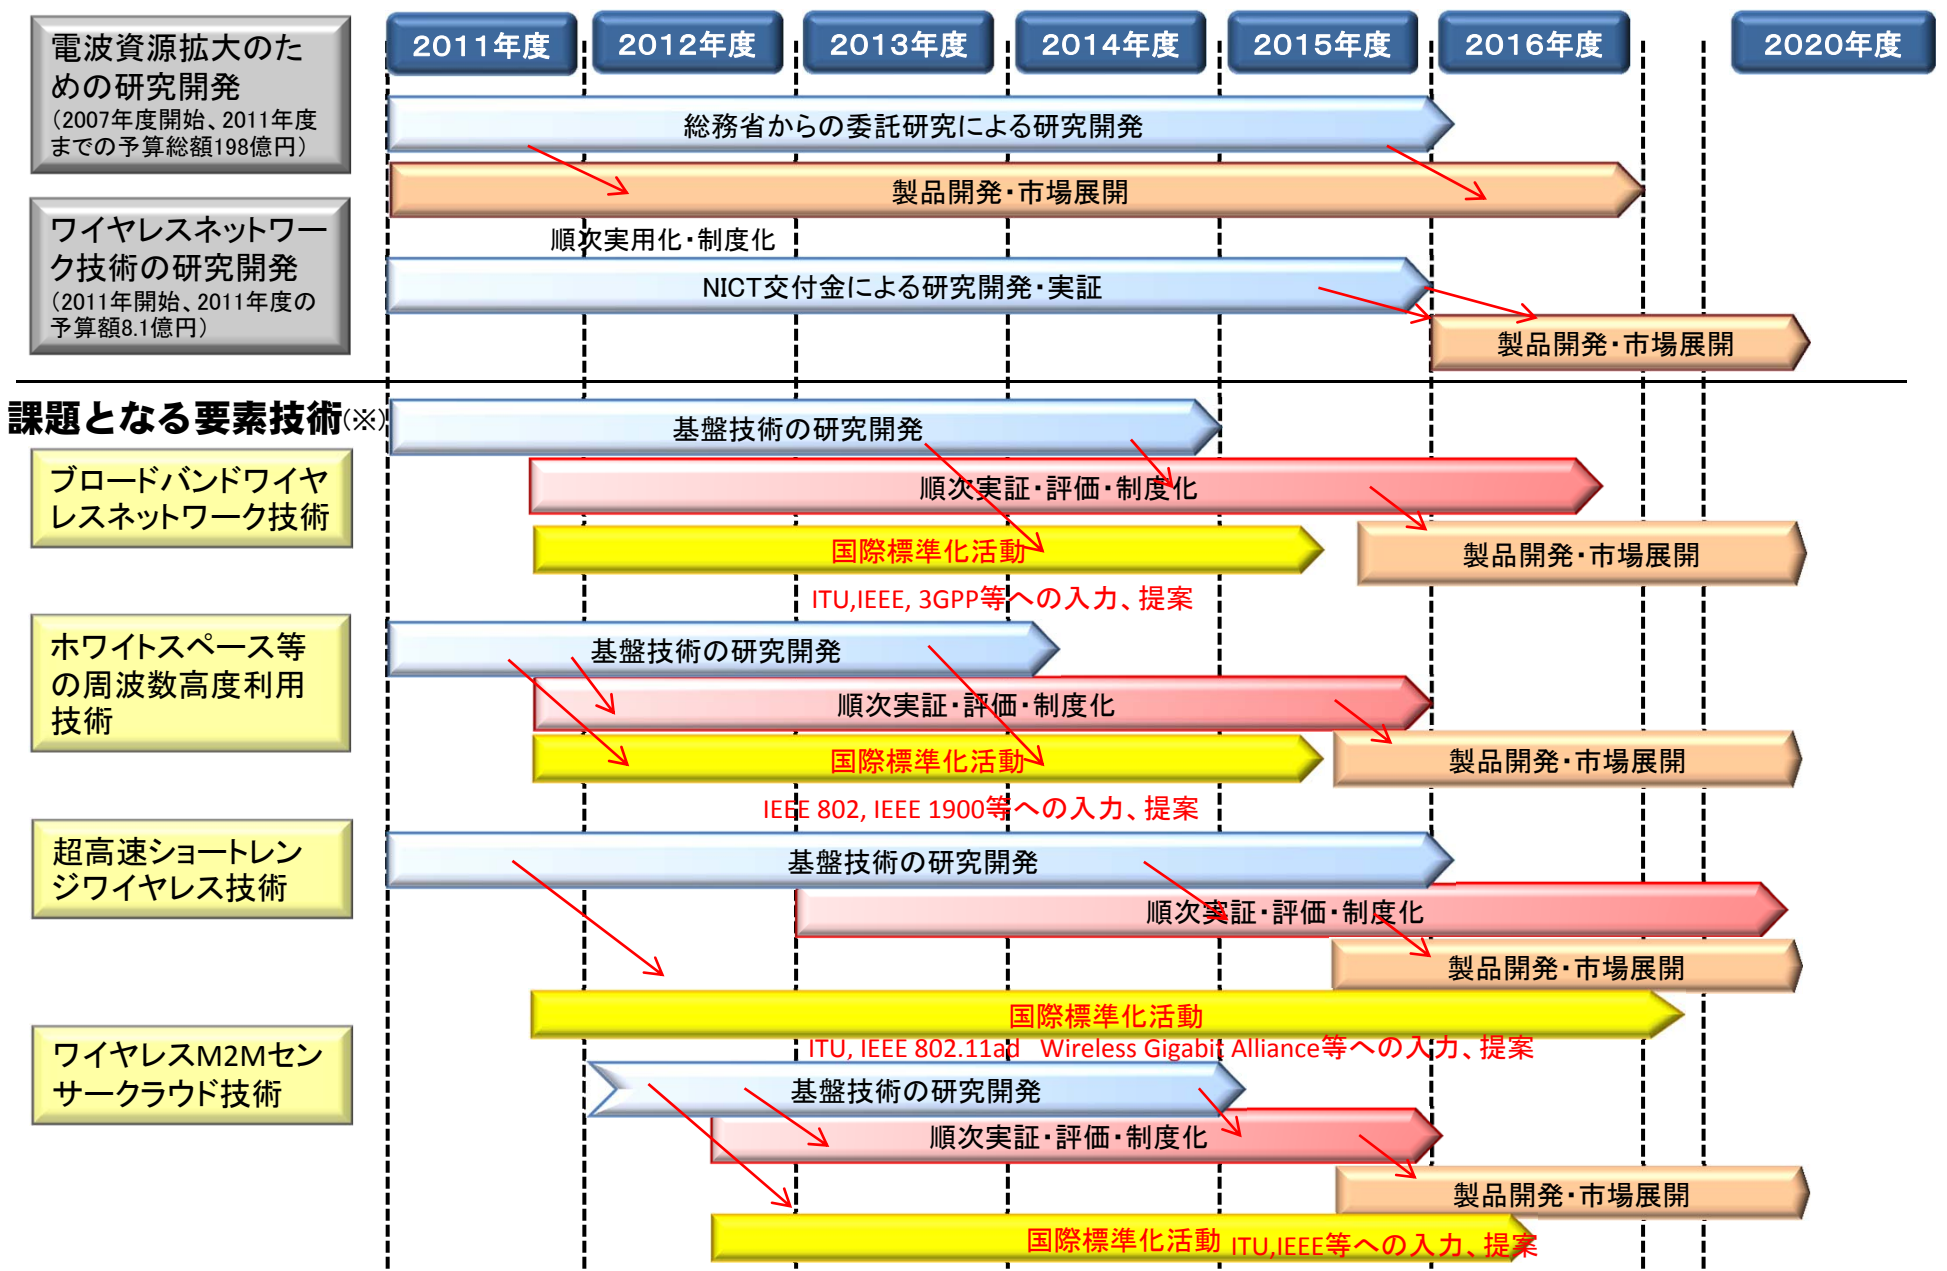 2011年度
2012年度
2013年度
2014年度
2015年度
2016年度
2020年度
電波資源拡大のた
めの研究開発
（2007年度開始、2011年度
までの予算総額198億円）
総務省からの委託研究による研究開発
製品開発・市場展開
ワイヤレスネットワー
ク技術の研究開発
（2011年開始、2011年度の
予算額8.1億円）
順次実用化・制度化
NICT交付金による研究開発・実証
製品開発・市場展開
課題となる要素技術(※)
ブロードバンドワイヤ
レスネットワーク技術
基盤技術の研究開発
順次実証・評価・制度化
国際標準化活動
製品開発・市場展開
ITU,IEEE, 3GPP等への入力、提案
ホワイトスペース等
の周波数高度利用
技術
基盤技術の研究開発
順次実証・評価・制度化
国際標準化活動
製品開発・市場展開
IEEE 802, IEEE 1900等への入力、提案
超高速ショートレン
ジワイヤレス技術
基盤技術の研究開発
順次実証・評価・制度化
製品開発・市場展開
国際標準化活動
ITU, IEEE 802.11ad Wireless Gigabit Alliance等への入力、提案
ワイヤレスM2Mセン
サークラウド技術
基盤技術の研究開発
順次実証・評価・制度化
製品開発・市場展開
国際標準化活動 ITU,IEEE等への入力、提案